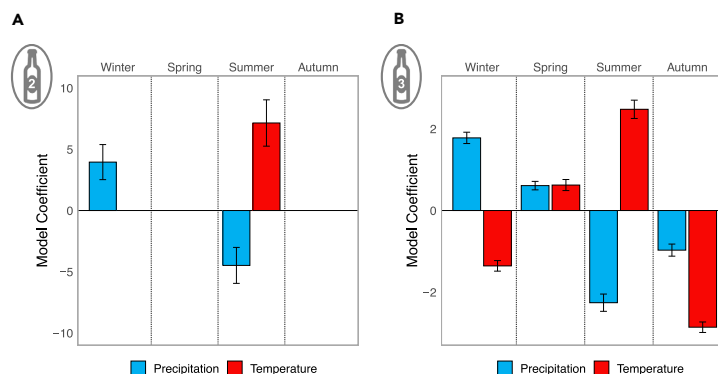 A
B
2
3
Winter Spring Summer Autumn
Winter Spring Summer Autumn
10
5
0
−5
−10
Model Coefficient
2
0
−2
Model Coefficient
Precipitation Temperature
Precipitation Temperature